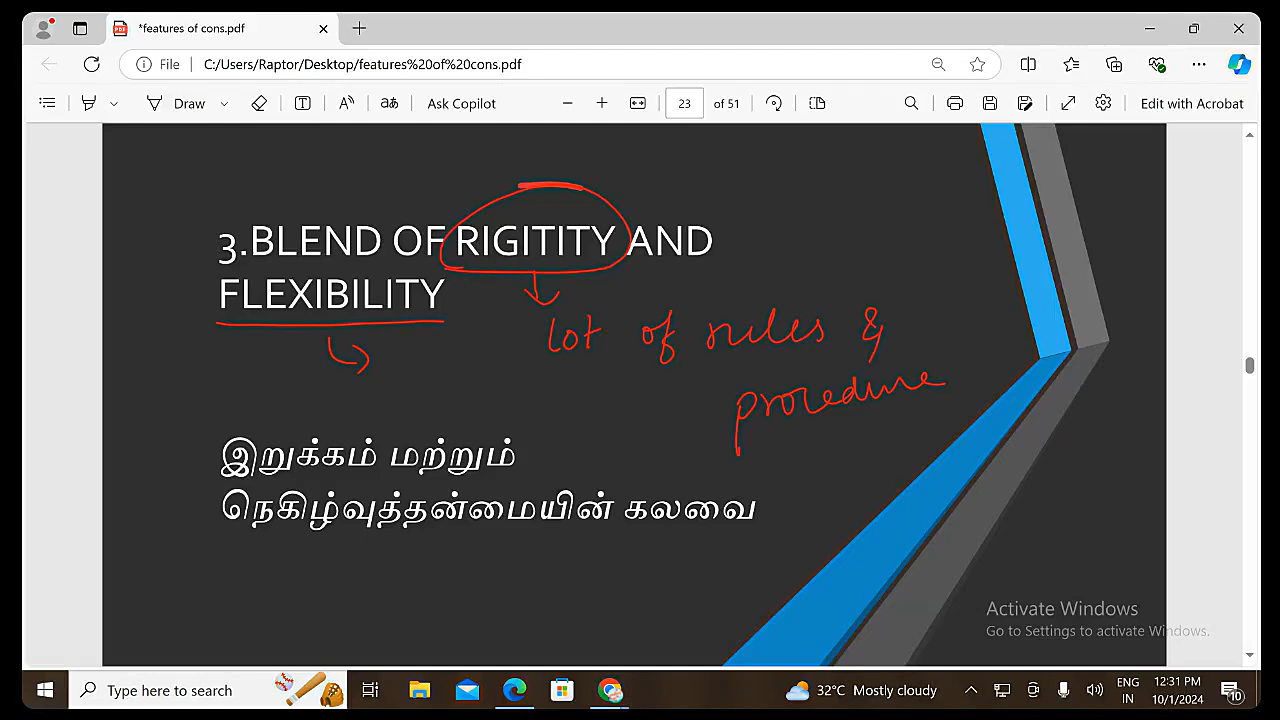 *features of cons.pdf
File
C:/Users/Raptor/Desktop/features%20of%20cons.pdf
Draw
Ask Copilot
23
of 51
Edit with Acrobat
3.BLEND OF RIGITITY AND
FLEXIBILITY
lot of rules &
procedure
இறுக்கம் மற்றும்
நெகிழ்வுத்தன்மையின் கலவை
Activate Windows
Go to Settings to activate Windows.
Type here to search
32°C Mostly cloudy
ENG
IN
12:31 PM
10/1/2024
10